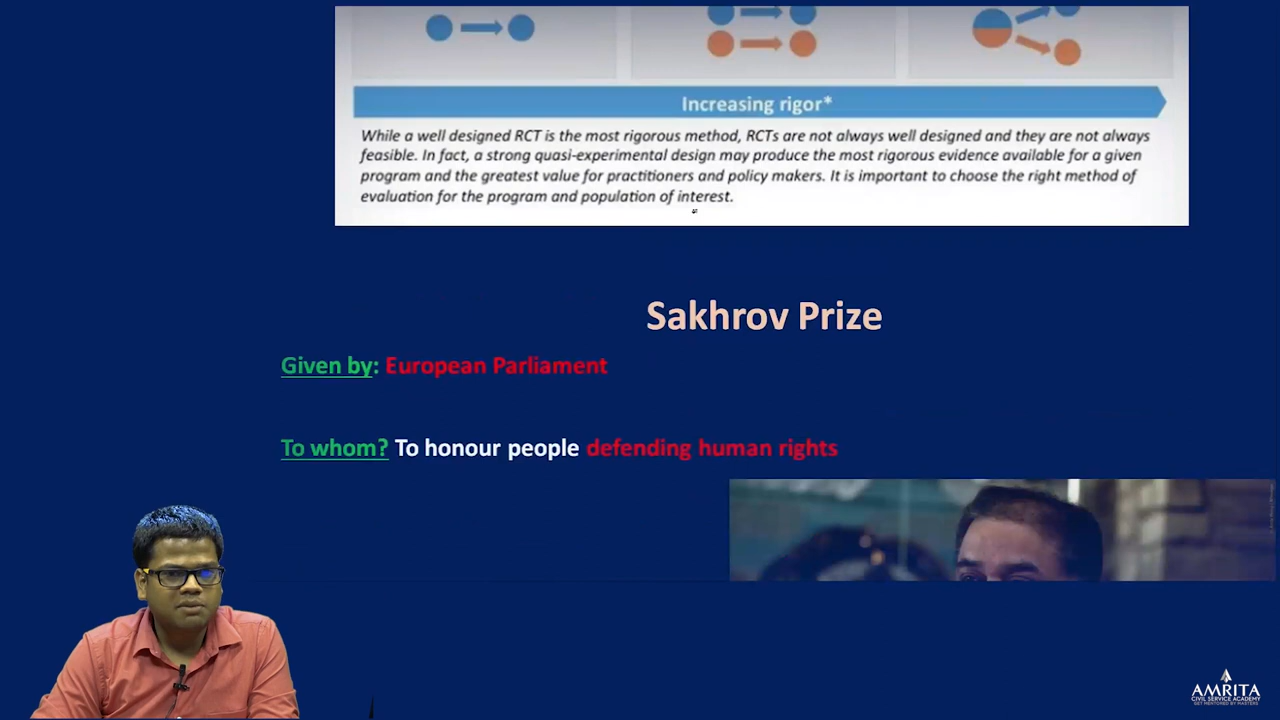 Increasing rigor*
While a well designed RCT is the most rigorous method, RCTs are not always well designed and they are not always
feasible. In fact, a strong quasi-experimental design may produce the most rigorous evidence available for a given
program and the greatest value for practitioners and policy makers. It is important to choose the right method of
evaluation for the program and population of interest.
Sakhrov Prize
Given by: European Parliament
To whom? To honour people defending human rights
AMRITA
CIVIL SERVICE ACADEMY
GET MENTORED BY MASTERS